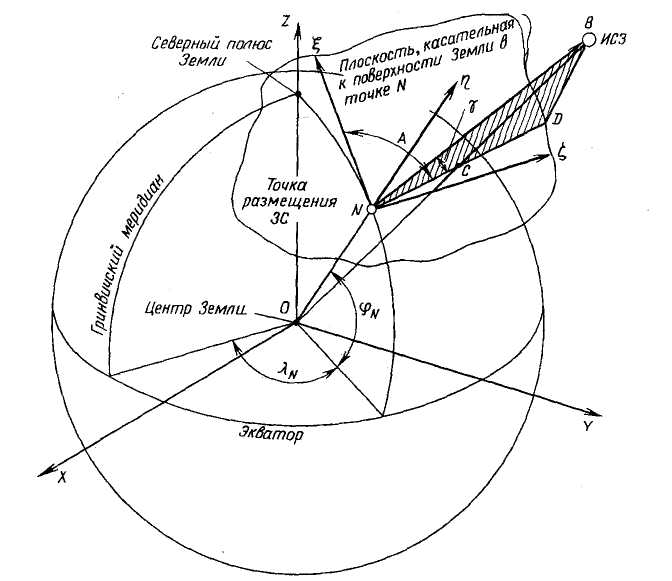 Z
B
ИСЗ
Северный полюс
Земли
ξ
Плоскость, касательная
к поверхности Земли в
точке N
η
γ
A
D
C
ζ
Точка
размещения
ЗС
N
Гринвичский меридиан
Центр Земли
O
φN
λN
Экватор
X
Y